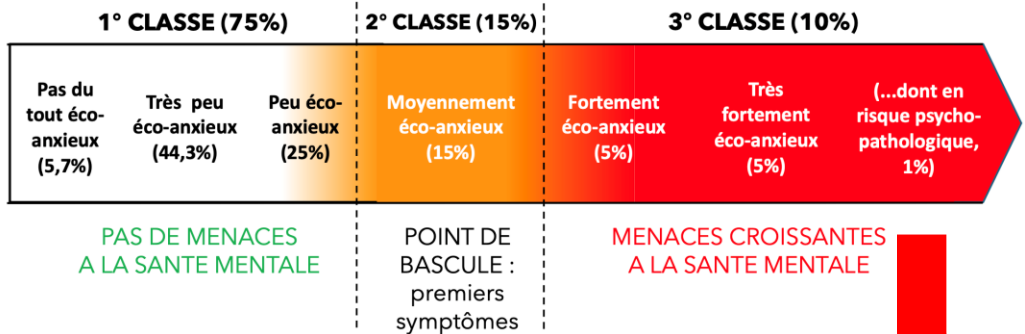 1° CLASSE (75%)
2° CLASSE (15%)
3° CLASSE (10%)
Pas du
tout éco-
anxieux
(5,7%)
Très peu
éco-anxieux
(44,3%)
Peu éco-
anxieux
(25%)
Moyennement
éco-anxieux
(15%)
Fortement
éco-anxieux
(5%)
Très
fortement
éco-anxieux
(5%)
(...dont en
risque psycho-
pathologique,
1%)
PAS DE MENACES
A LA SANTE MENTALE
POINT DE
BASCULE :
premiers
symptômes
MENACES CROISSANTES
A LA SANTE MENTALE